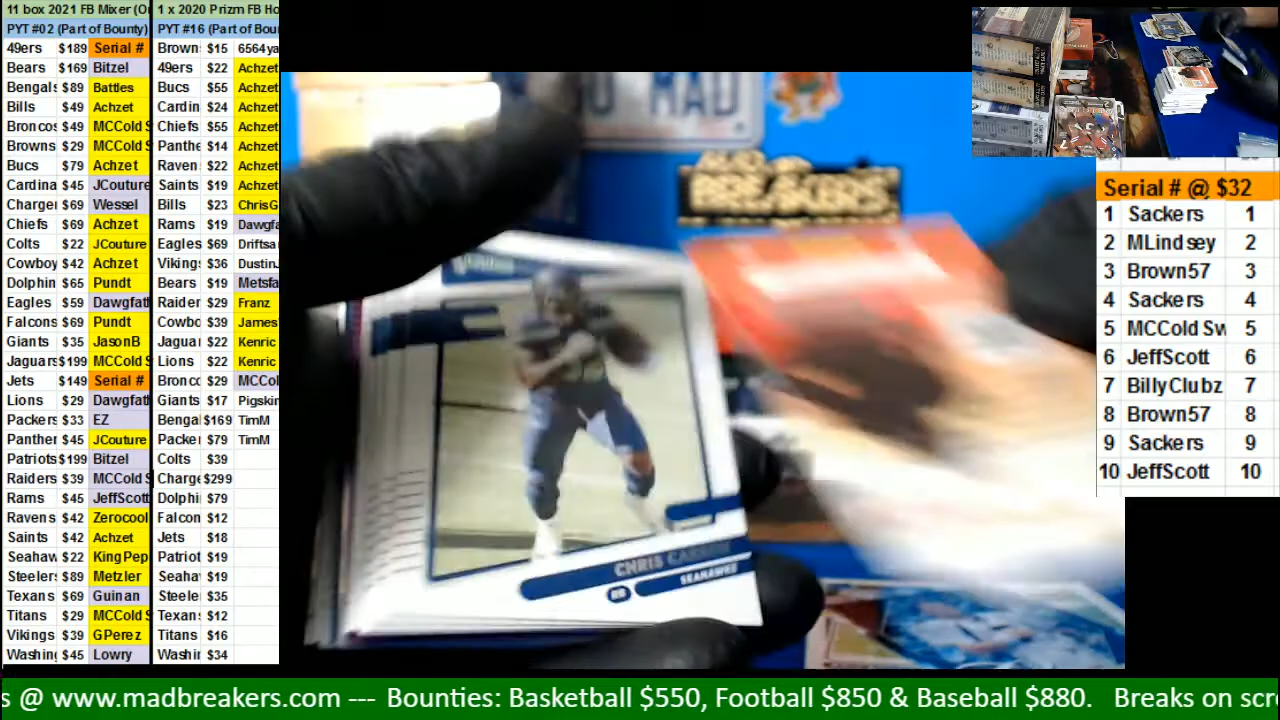 11 box 2021 FB Mixer (O
PYT #02 (Part of Bounty)
49ers $189 Serial #
Bears $169 Bitzel
Bengals $89 Battles
Bills $49 Achzet
Broncos $49 MCCold S
Browns $29 MCCold S
Bucs $79 Achzet
Cardina $45 JCouture
Charger $69 Wessel
Chiefs $69 Achzet
Colts $22 JCouture
Cowboy $42 Achzet
Dolphin $65 Pundt
Eagles $59 Dawgfath
Falcons $69 Pundt
Giants $35 JasonB
Jaguars $199 MCCold S
Jets $149 Serial #
Lions $29 Dawgfath
Packers $33 EZ
Panther $45 JCouture
Patriots $199 Bitzel
Raiders $39 MCCold S
Rams $45 JeffScott
Ravens $42 Zerocool
Saints $42 Achzet
Seahaw $22 KingPep
Steelers $89 Metzler
Texans $69 Guinan
Titans $29 MCCold S
Vikings $39 GPerez
Washing $45 Lowry
1 x 2020 Prizm FB Ho
PYT #16 (Part of Boun
Browns $15 6564ya
49ers $22 Achzet
Bucs $55 Achzet
Cardin $24 Achzet
Chiefs $55 Achzet
Panthe $14 Achzet
Raven $22 Achzet
Saints $19 Achzet
Bills $23 ChrisG
Rams $19 Dawgfa
Eagles $69 Driftsa
Viking $36 DustinJ
Bears $19 Metsfa
Raider $29 Franz
Cowbo $39 James
Jagua $22 Kenric
Lions $22 Kenric
Bronc $29 MCCol
Giants $17 Pigskin
Benga $169 TimM
Packe $79 TimM
Colts $39
Charge $299
Dolphi $79
Falcon $12
Jets $18
Patriot $19
Seaha $19
Steele $35
Texan $12
Titans $16
Washi $34
MAD
BREAKERS
CHRIS
RB SEAHAWKS
Serial # @ $32
1 Sackers 1
2 MLindsey 2
3 Brown57 3
4 Sackers 4
5 MCCold Sw 5
6 JeffScott 6
7 BillyClubz 7
8 Brown57 8
9 Sackers 9
10 JeffScott 10
s @ www.madbreakers.com --- Bounties: Basketball $550, Football $850 & Baseball $880. Breaks on scr